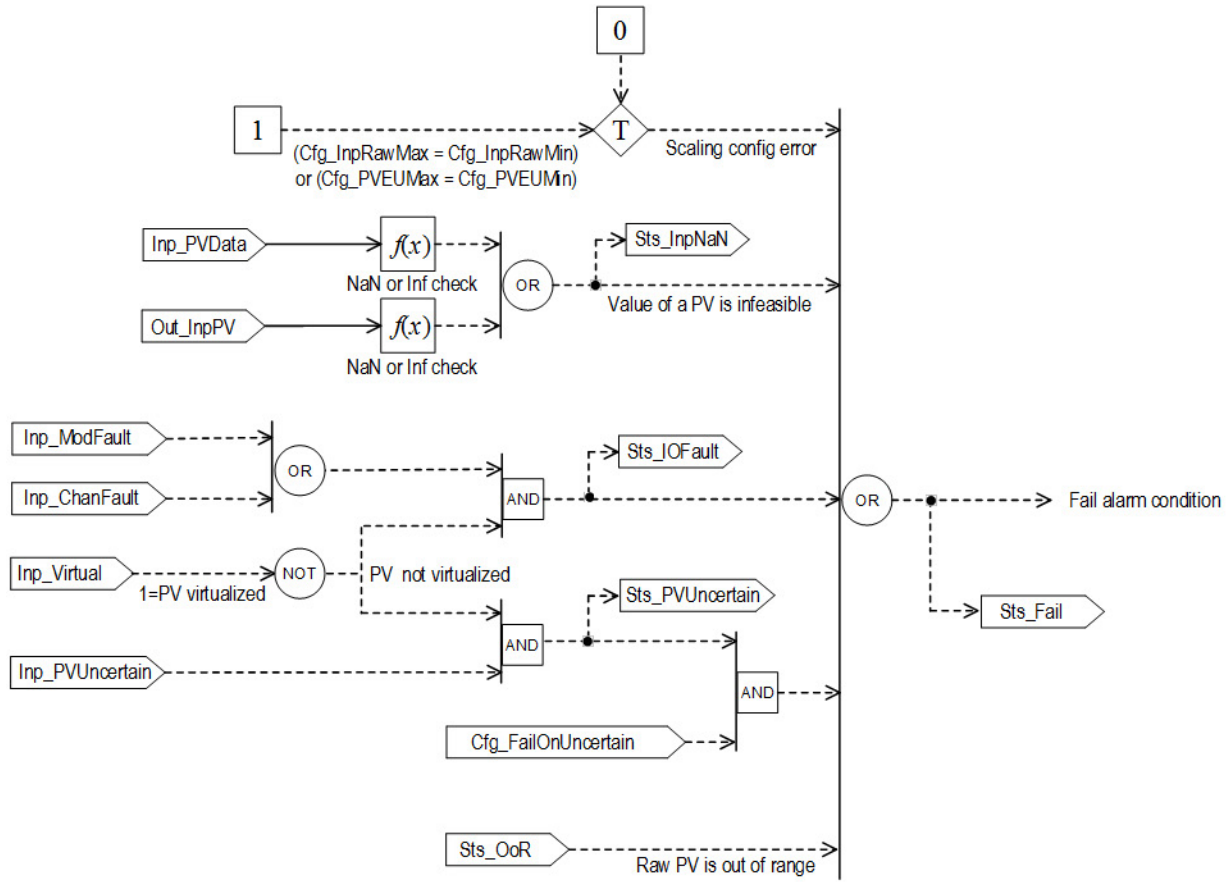 0
1
T
Scaling config error
(Cfg_InpRawMax = Cfg_InpRawMin)
or (Cfg_PVEUMax = Cfg_PVEUMin)
Inp_PVData
f(x)
NaN or Inf check
Sts_InpNaN
OR
Value of a PV is infeasible
Out_InpPV
f(x)
NaN or Inf check
Inp_ModFault
OR
Sts_IOFault
Inp_ChanFault
AND
OR
Fail alarm condition
Inp_Virtual
1=PV virtualized
NOT
PV not virtualized
Sts_PVUncertain
Sts_Fail
AND
Inp_PVUncertain
AND
Cfg_FailOnUncertain
Sts_OoR
Raw PV is out of range